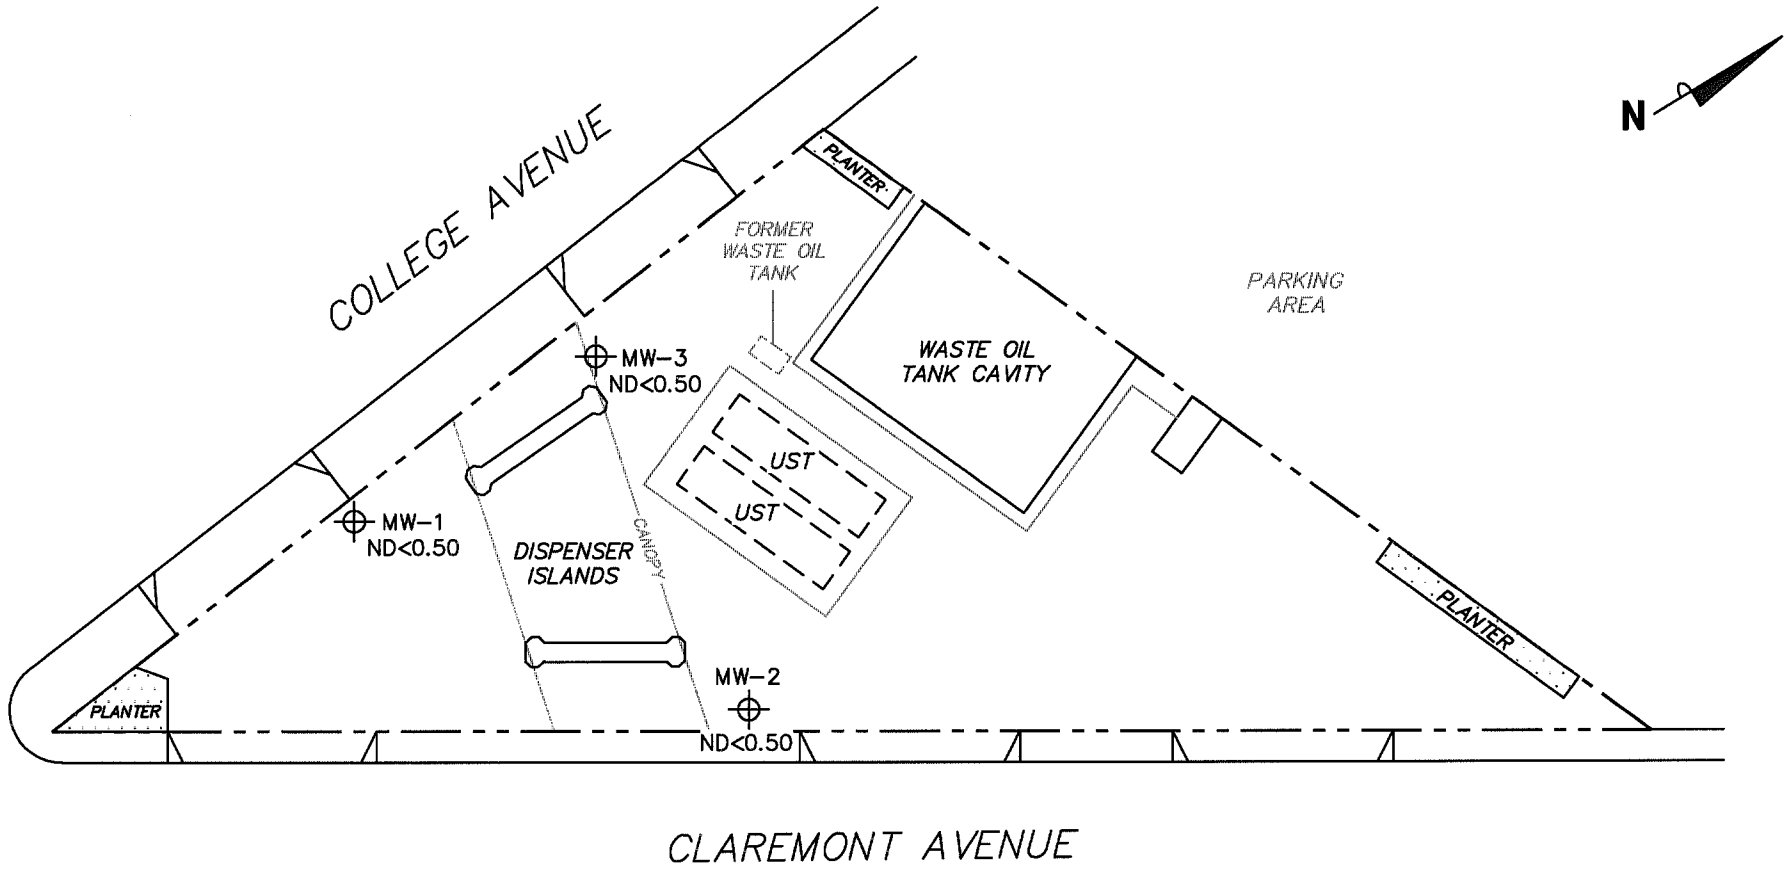 COLLEGE AVENUE
N
PLANTER
FORMER
WASTE OIL
TANK
PARKING
AREA
WASTE OIL
TANK CAVITY
MW-3
ND<0.50
UST
UST
MW-1
ND<0.50
CANOPY
DISPENSER
ISLANDS
PLANTER
MW-2
ND<0.50
PLANTER
CLAREMONT AVENUE